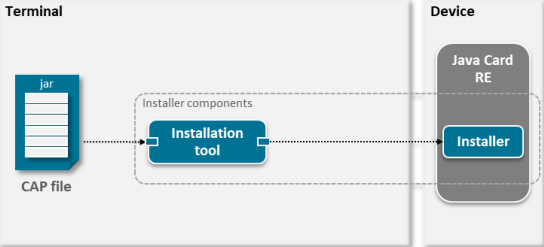 Terminal
Device
jar
Java Card
RE
Installer components
Installation
tool
Installer
CAP file